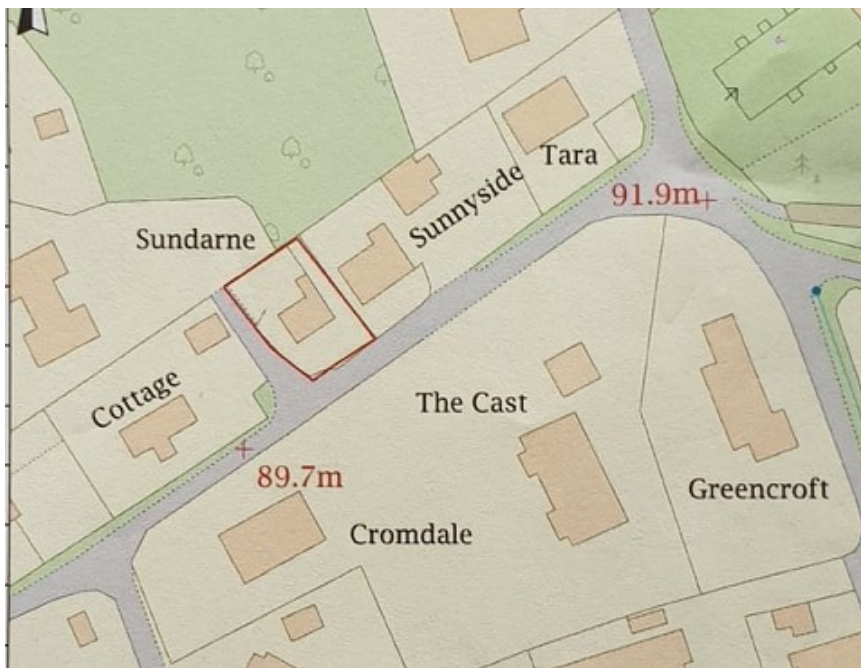 Tara
Sunnyside
91.9m
Sundarne
Cottage
The Cast
89.7m
Greencroft
Cromdale